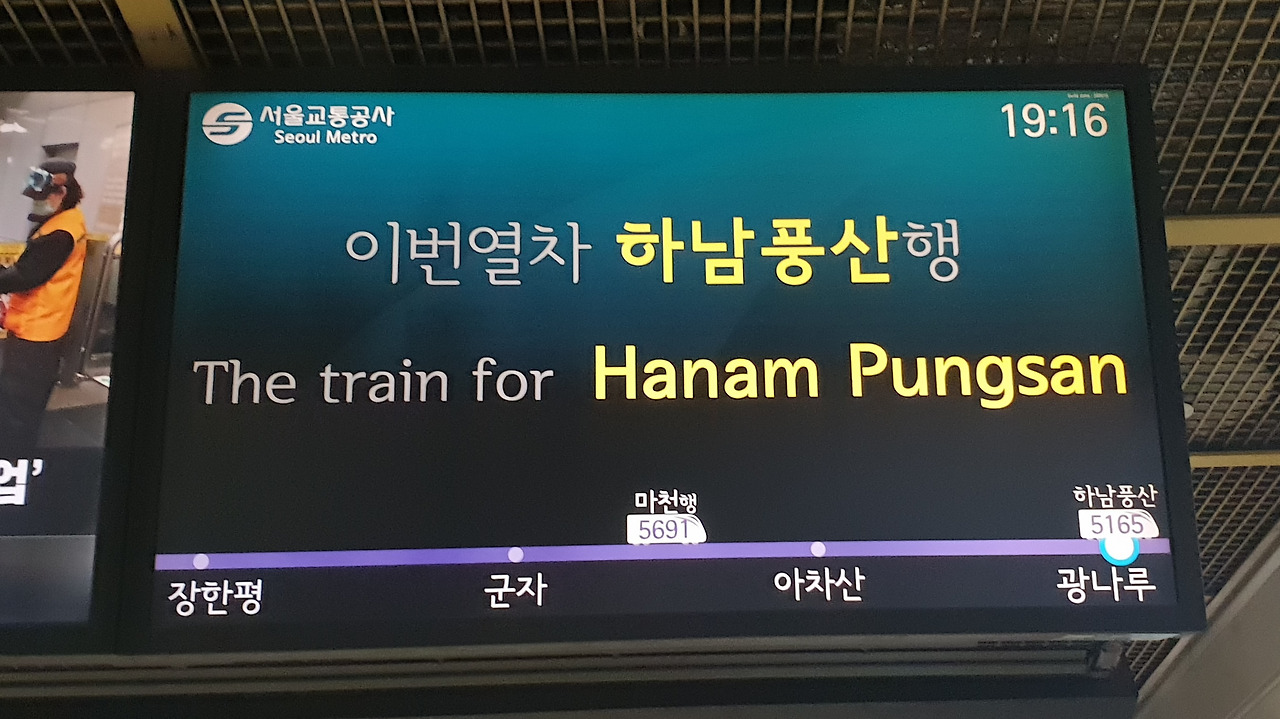 서울교통공사
Seoul Metro
19:16
이번열차 하남풍산행
The train for Hanam Pungsan
업’
마천행
하남풍산
5691
5165
장한평
군자
아차산
광나루